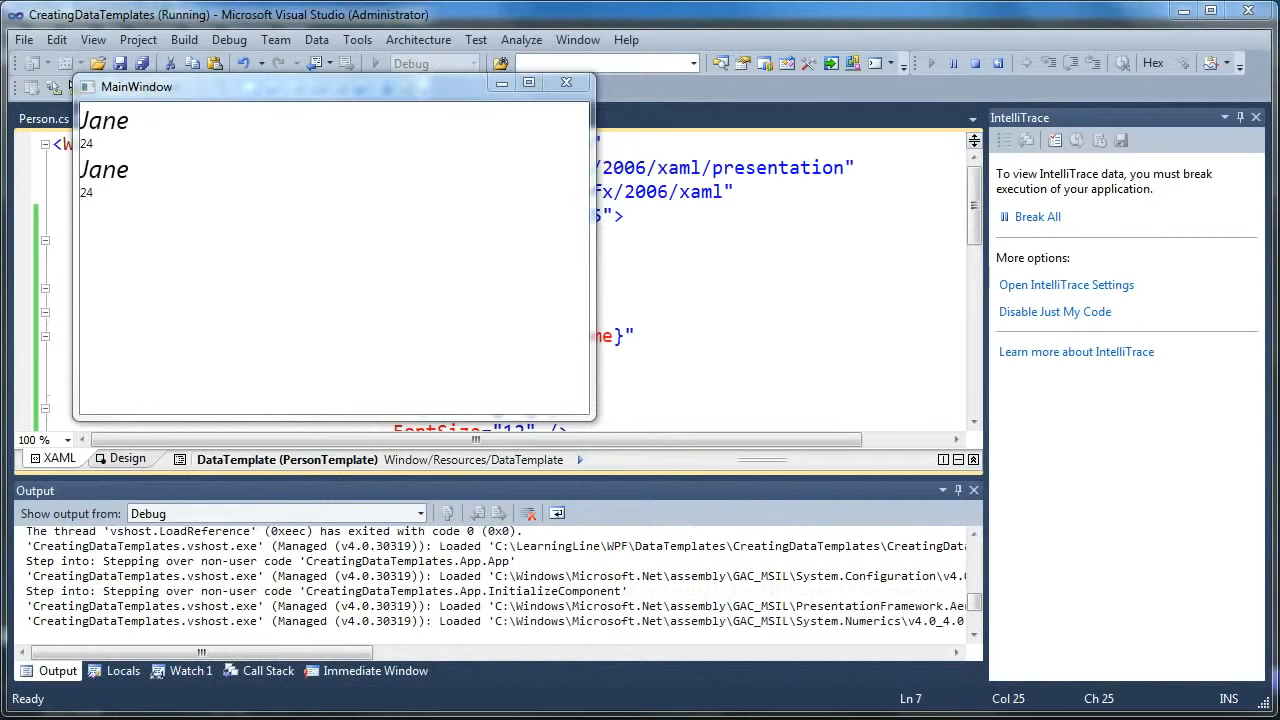 CreatingDataTemplates (Running) - Microsoft Visual Studio (Administrator)
File Edit View Project Build Debug Team Data Tools Architecture Test Analyze Window Help
Debug
Hex
MainWindow
Jane
24
Jane
24
Person.cs
<W
"
/2006/xaml/presentation"
fx/2006/xaml"
">
me}"
FontSize="12" />
100 %
XAML Design DataTemplate (PersonTemplate) Window/Resources/DataTemplate
IntelliTrace
To view IntelliTrace data, you must break
execution of your application.
Break All
More options:
Open IntelliTrace Settings
Disable Just My Code
Learn more about IntelliTrace
Output
Show output from: Debug
The thread 'vshost.LoadReference' (0xeec) has exited with code 0 (0x0).
'CreatingDataTemplates.vshost.exe' (Managed (v4.0.30319)): Loaded 'C:\LearningLine\WPF\DataTemplates\CreatingDataTemplates\CreatingData
Step into: Stepping over non-user code 'CreatingDataTemplates.App.App'
'CreatingDataTemplates.vshost.exe' (Managed (v4.0.30319)): Loaded 'C:\Windows\Microsoft.Net\assembly\GAC_MSIL\System.Configuration\v4.0
Step into: Stepping over non-user code 'CreatingDataTemplates.App.InitializeComponent'
'CreatingDataTemplates.vshost.exe' (Managed (v4.0.30319)): Loaded 'C:\Windows\Microsoft.Net\assembly\GAC_MSIL\PresentationFramework.Ae
'CreatingDataTemplates.vshost.exe' (Managed (v4.0.30319)): Loaded 'C:\Windows\Microsoft.Net\assembly\GAC_MSIL\System.Numerics\v4.0_4.0
Output Locals Watch 1 Call Stack Immediate Window
Ready Ln 7 Col 25 Ch 25 INS